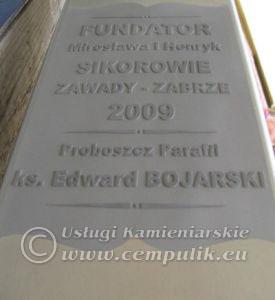 FUNDATOR
Mirosława i Henryk
SIKOROWIE
ZAWADY - ZABRZE
2009
Proboszcz Parafii
ks. Edward BOJARSKI
Usługi Kamieniarskie
© www.cempulik.eu